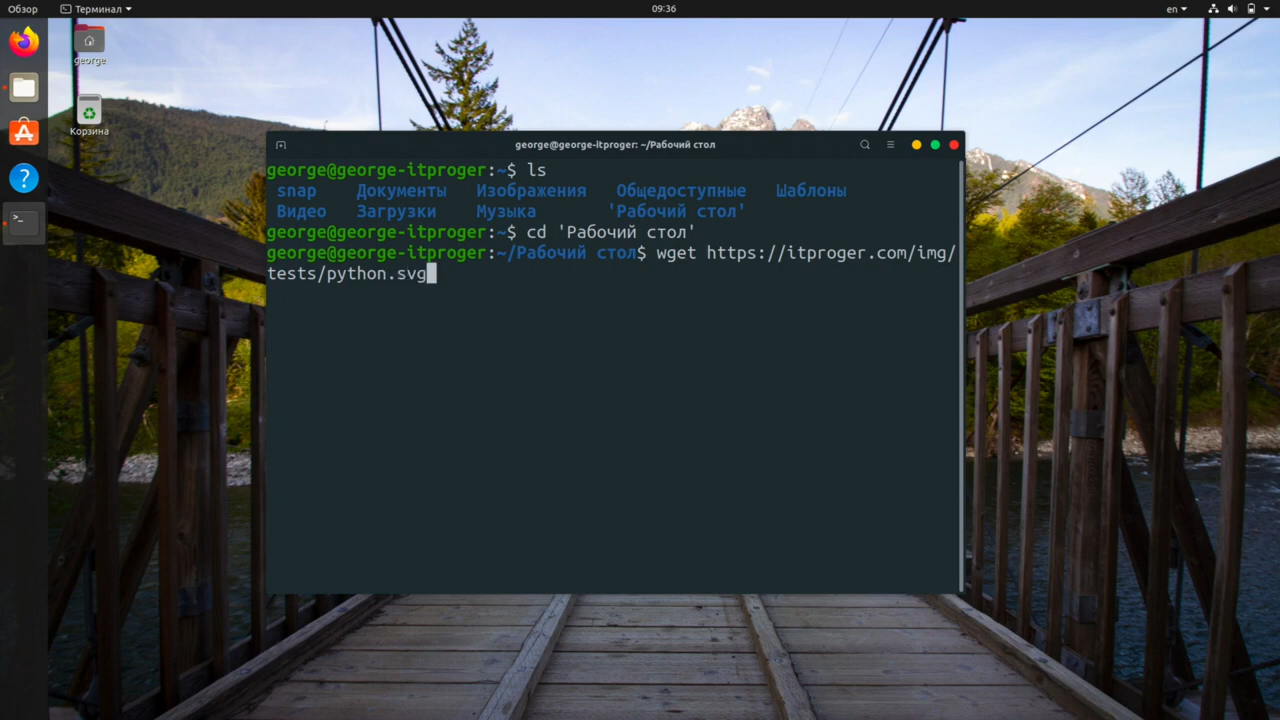 Обзор Терминал 09:36 en
george
Корзина
george@george-itproger: ~/Рабочий стол
george@george-itproger:~$ ls
snap Документы Изображения Общедоступные Шаблоны
Видео Загрузки Музыка 'Рабочий стол'
george@george-itproger:~$ cd 'Рабочий стол'
george@george-itproger:~/Рабочий стол$ wget https://itproger.com/img/
tests/python.svg